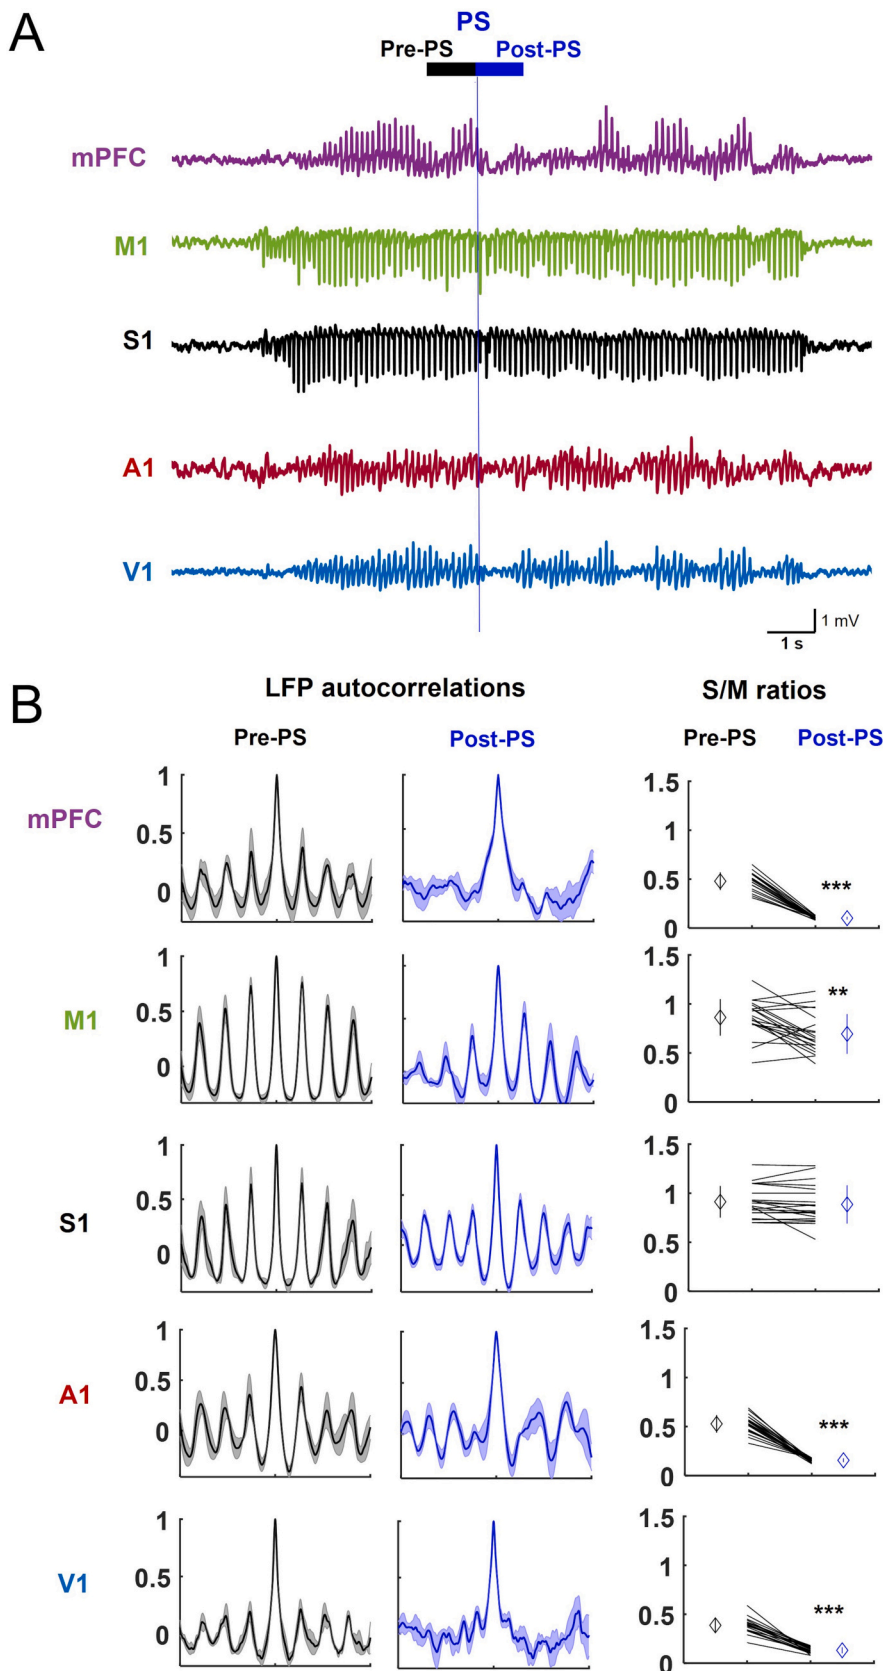 A
PS
Pre-PS Post-PS
mPFC
M1
S1
A1
V1
1 mV
1 s
B
LFP autocorrelations S/M ratios
Pre-PS Post-PS Pre-PS Post-PS
mPFC
1
0.5
0
1.5
1
0.5
0
***
M1
1
0.5
0
1.5
1
0.5
0
**
S1
1
0.5
0
1.5
1
0.5
0
A1
1
0.5
0
1.5
1
0.5
0
***
V1
1
0.5
0
1.5
1
0.5
0
***